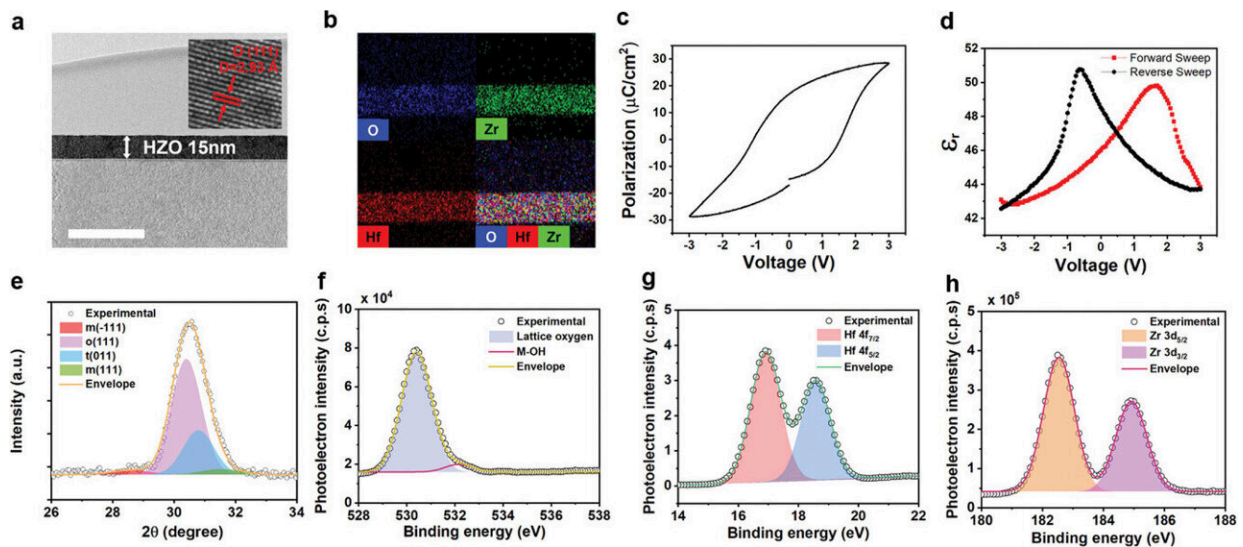 a
O (111)
D=2.93 Å
HZO 15nm
b
O
Zr
Hf
O Hf Zr
c
Polarization (μC/cm²)
30
20
10
0
-10
-20
-30
-3 -2 -1 0 1 2 3
Voltage (V)
d
Forward Sweep
Reverse Sweep
εr
51
48
45
42
-3 -2 -1 0 1 2 3
Voltage (V)
e
Experimental
m(-111)
o(111)
t(011)
m(111)
Envelope
Intensity (a.u.)
26 28 30 32 34
2θ (degree)
f
x 10⁴
Experimental
Lattice oxygen
M-OH
Envelope
Photoelectron intensity (c.p.s)
10
8
6
4
2
0
528 530 532 534 536 538
Binding energy (eV)
g
Experimental
Hf 4f7/2
Hf 4f5/2
Envelope
Photoelectron intensity (c.p.s)
5
4
3
2
1
0
14 16 18 20 22
Binding energy (eV)
h
x 10⁵
Experimental
Zr 3d5/2
Zr 3d3/2
Envelope
Photoelectron intensity (c.p.s)
5
4
3
2
1
0
180 182 184 186 188
Binding energy (eV)